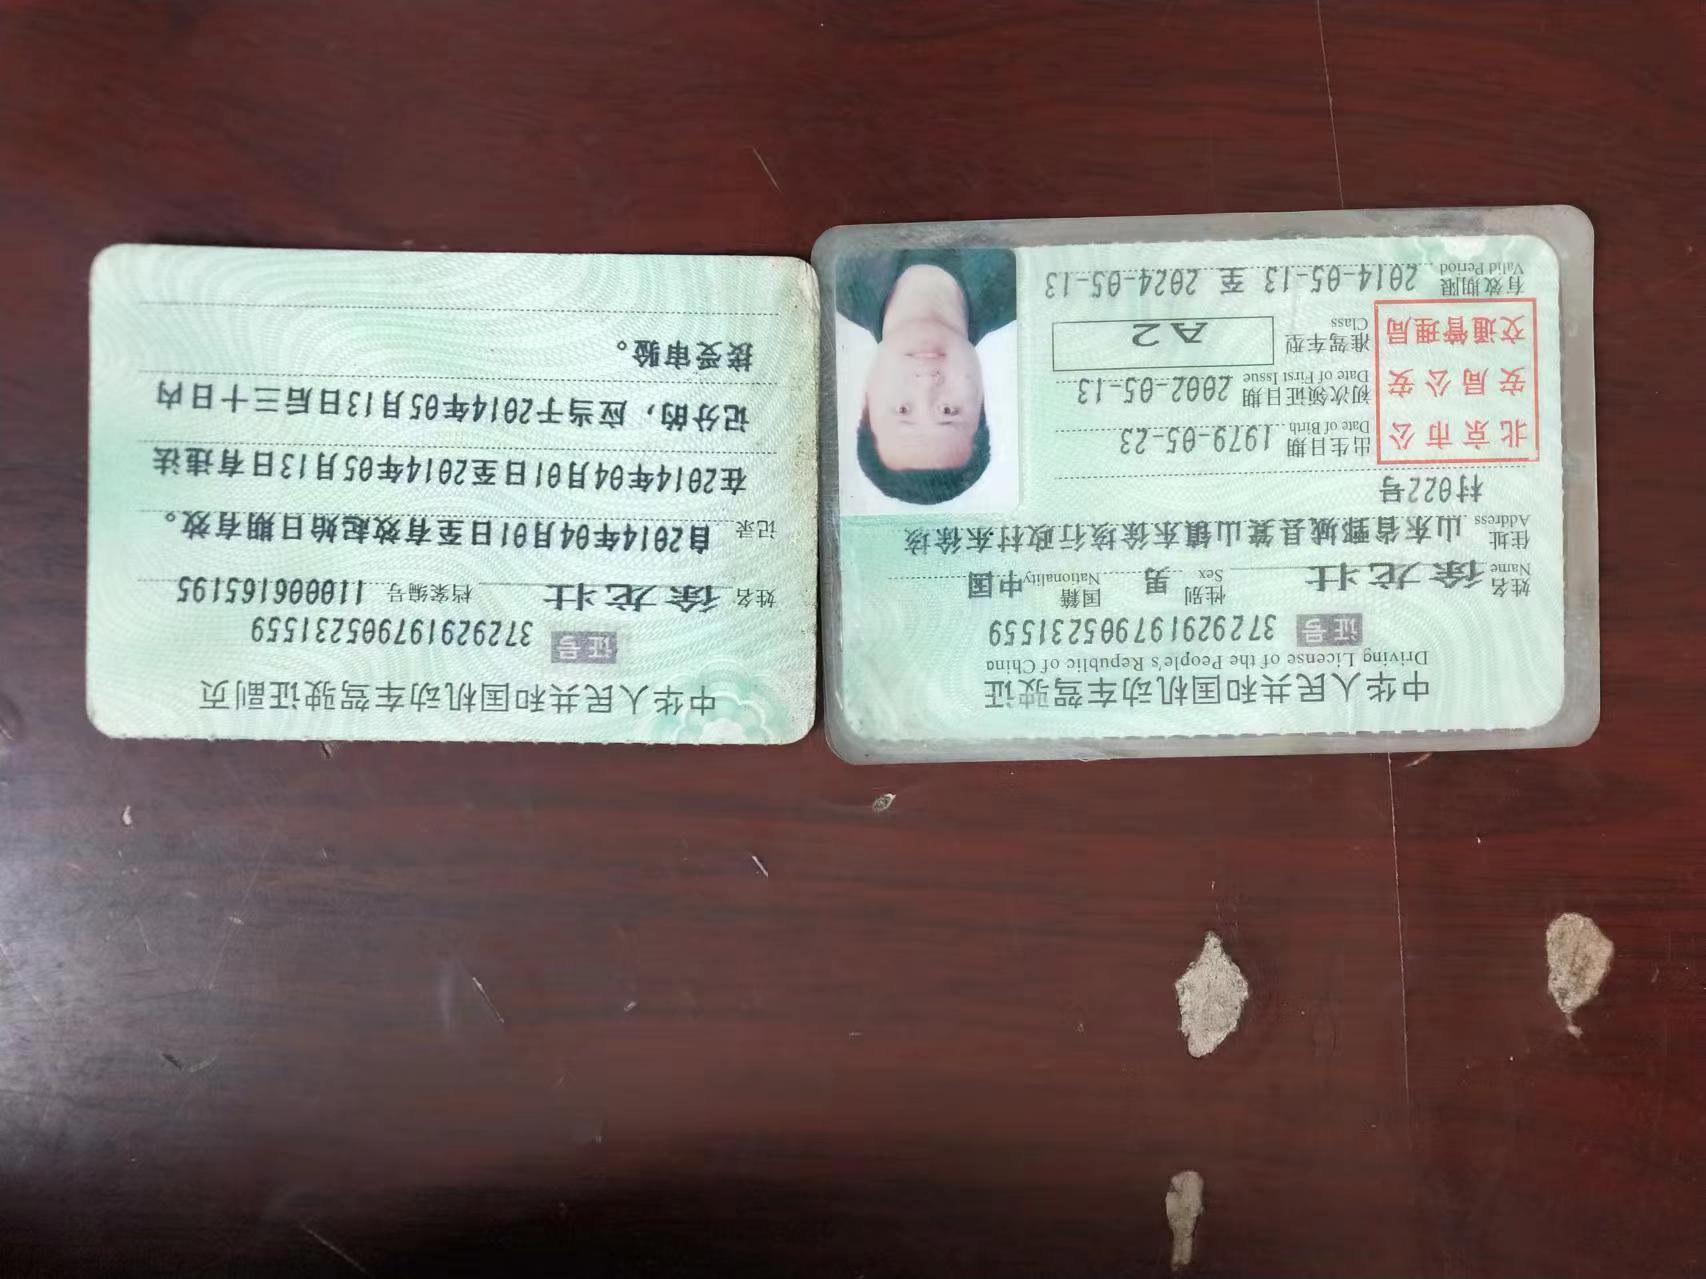 中华人民共和国机动车驾驶证
Driving License of the People's Republic of China
证号 372929197905231559
姓名 Name 徐龙壮 性别 Sex 男 国籍 Nationality 中国
住址 Address 山东省鄄城县箕山镇东徐垓行政村东徐垓
村022号
北京市公
安局公安
交通管理局
出生日期 Date of Birth 1979-05-23
初次领证日期 Date of First Issue 2002-05-13
准驾车型 Class A2
有效期限 Valid Period 2014-05-13 至 2024-05-13
中华人民共和国机动车驾驶证副页
证号 372929197905231559
姓名 徐龙壮 档案编号 110006165195
记录 自2014年04月01日至有效起始日期有效。
在2014年04月01日至2014年05月13日有违法
记分的，应当于2014年05月13日后三十日内
接受审验。